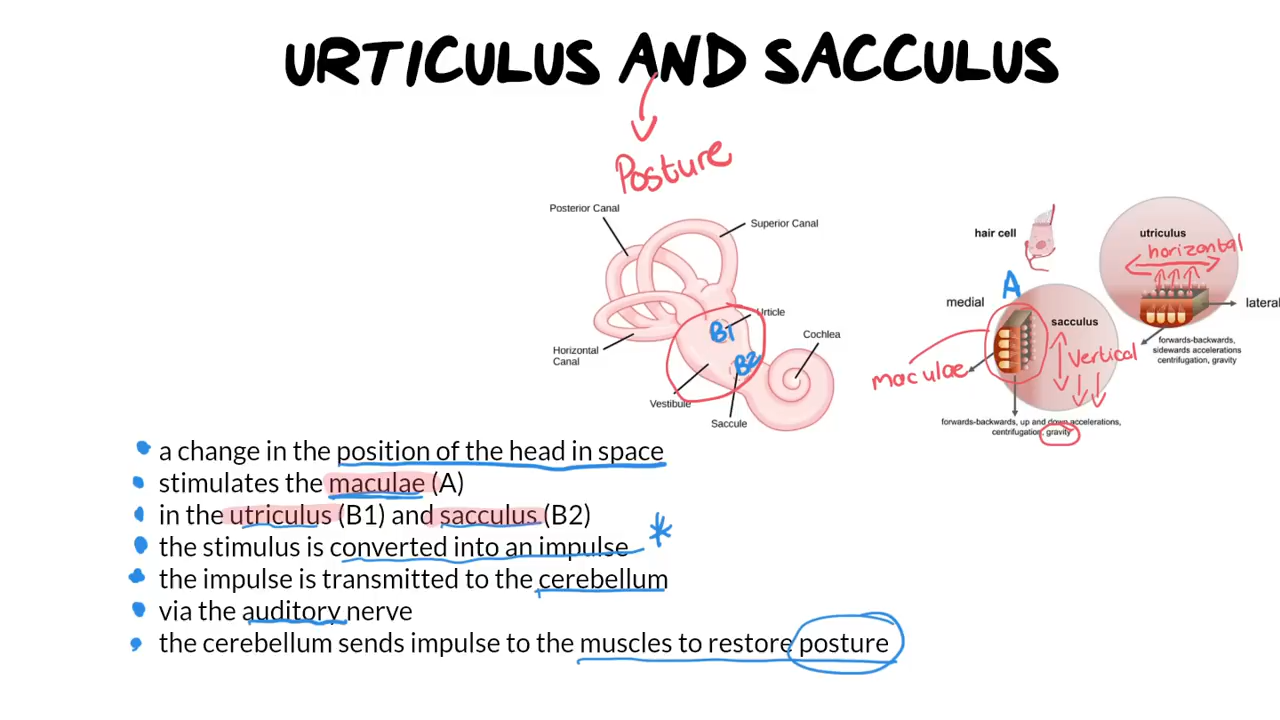 URTICULUS AND SACCULUS
Posture
Posterior Canal
Superior Canal
Urticle
B1
B2
Cochlea
Horizontal
Canal
Vestibule
Saccule
hair cell
utriculus
horizontal
A
medial
lateral
sacculus
vertical
maculae
forwards-backwards,
sidewards accelerations
centrifugation, gravity
forwards-backwards, up and down accelerations,
centrifugation, gravity
a change in the position of the head in space
stimulates the maculae (A)
in the utriculus (B1) and sacculus (B2)
the stimulus is converted into an impulse *
the impulse is transmitted to the cerebellum
via the auditory nerve
the cerebellum sends impulse to the muscles to restore posture